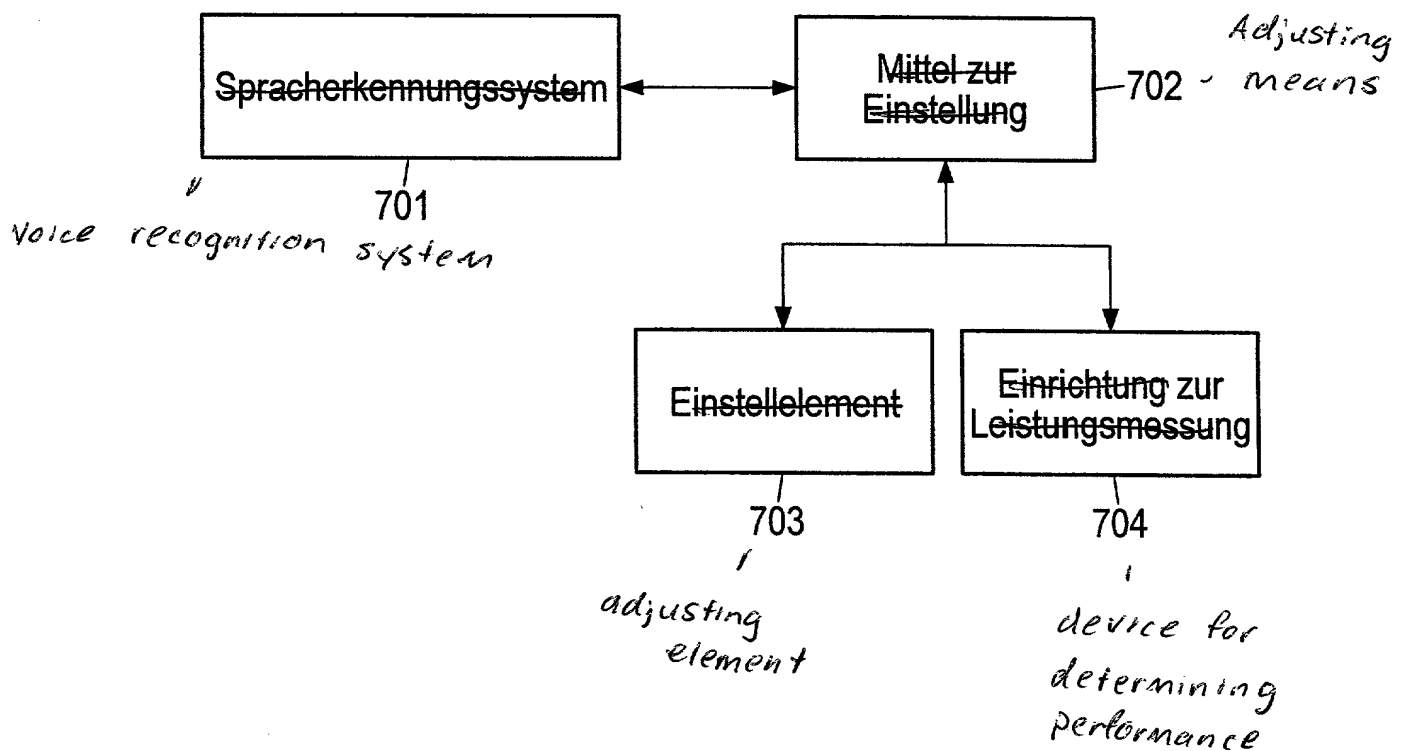 Spracherkennungssystem
Mittel zur
Einstellung
702
Adjusting
means
701
Voice recognition
system
Einstellelement
Einrichtung zur
Leistungsmessung
703
704
adjusting
element
device for
determining
performance